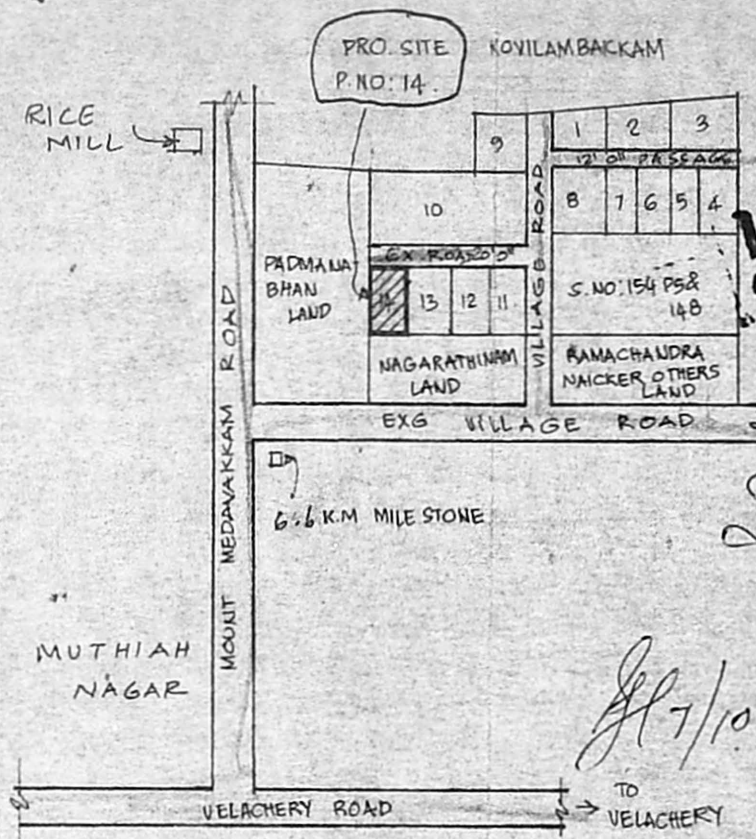 PRO. SITE
P.NO: 14.
KOVILAMBAKKAM
RICE
MILL
9
1
2
3
12' 0" PASSAGE
10
8
7
6
5
4
VILLAGE ROAD
PADMANA
BHAN
LAND
14
13
12
11
S.NO: 154 P5&
148
NAGARATHINAM
LAND
RAMACHANDRA
NAICKER OTHERS
LAND
EXG VILLAGE ROAD
MOUNT MEDAVAKKAM ROAD
6.6 K.M MILE STONE
MUTHIAH
NAGAR
7/10
VELACHERY ROAD
TO
VELACHERY